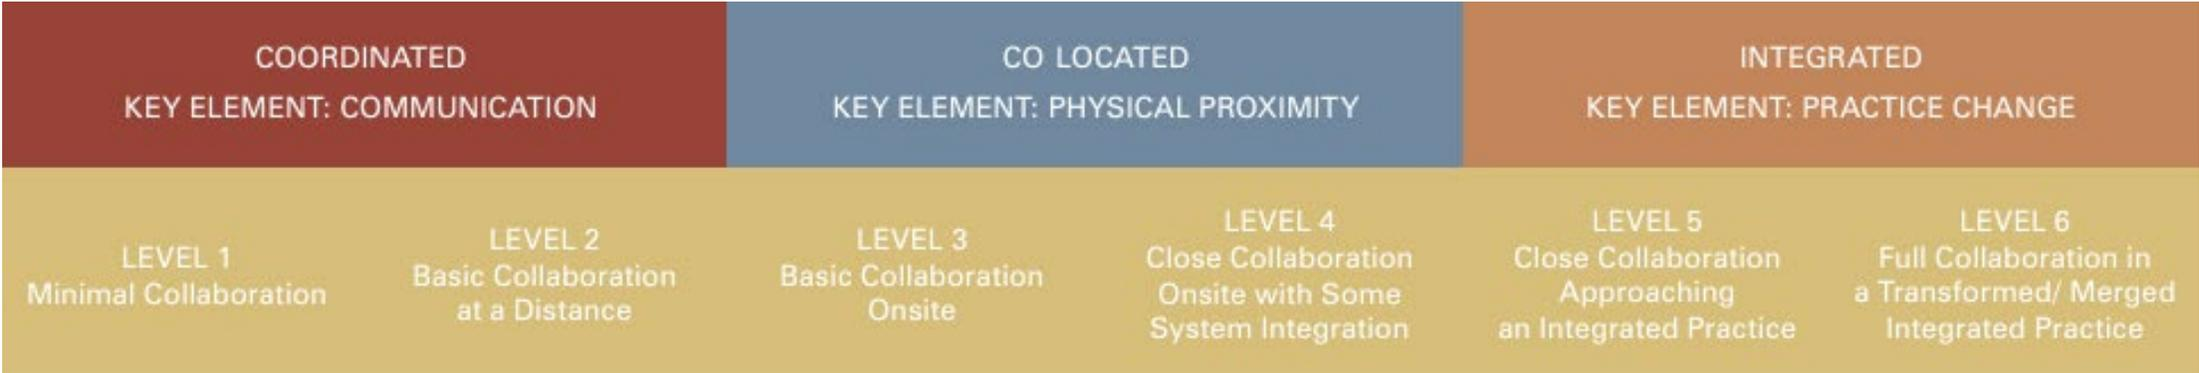 COORDINATED
KEY ELEMENT: COMMUNICATION
CO LOCATED
KEY ELEMENT: PHYSICAL PROXIMITY
INTEGRATED
KEY ELEMENT: PRACTICE CHANGE
LEVEL 1
Minimal Collaboration
LEVEL 2
Basic Collaboration
at a Distance
LEVEL 3
Basic Collaboration
Onsite
LEVEL 4
Close Collaboration
Onsite with Some
System Integration
LEVEL 5
Close Collaboration
Approaching
an Integrated Practice
LEVEL 6
Full Collaboration in
a Transformed/ Merged
Integrated Practice